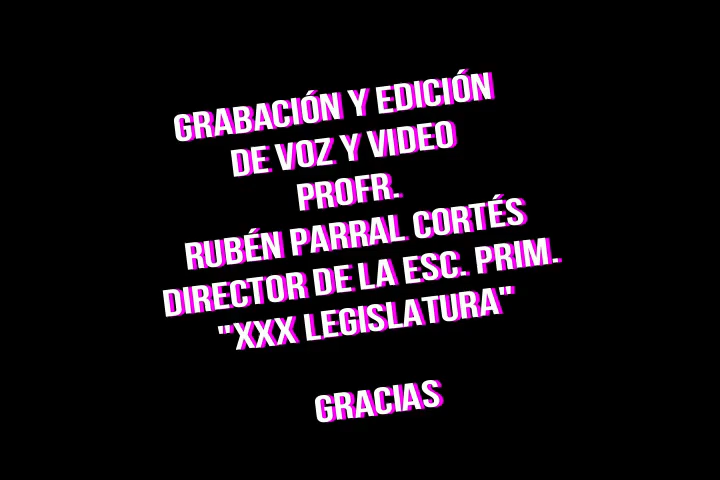 GRABACIÓN Y EDICIÓN
DE VOZ Y VIDEO
PROFR.
RUBÉN PARRAL CORTÉS
DIRECTOR DE LA ESC. PRIM.
"XXX LEGISLATURA"
GRACIAS